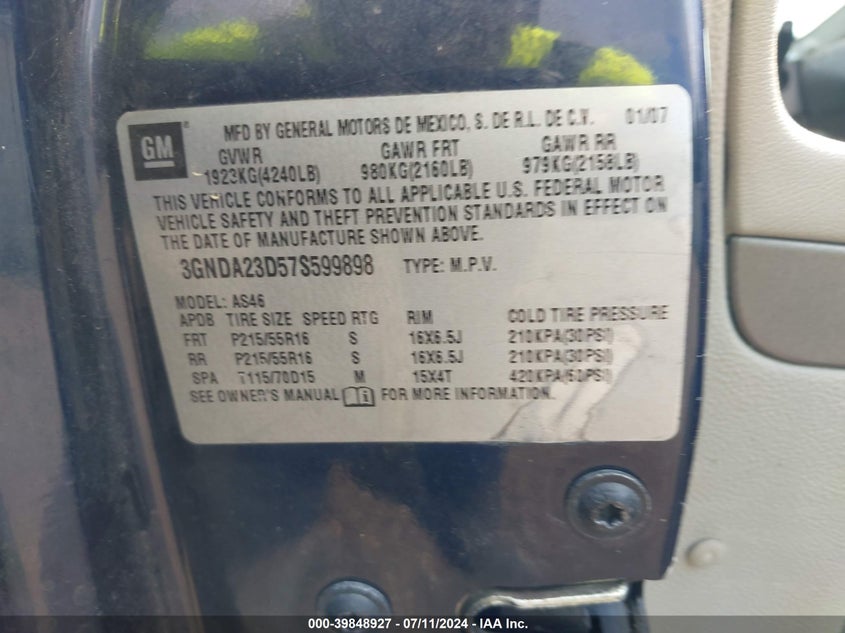 GM ® MFD BY GENERAL MOTORS DE MEXICO, S. DE R.L. DE C.V. 01/07
GVWR GAWR FRT GAWR RR
1923KG(4240LB) 980KG(2160LB) 979KG(2158LB)
THIS VEHICLE CONFORMS TO ALL APPLICABLE U.S. FEDERAL MOTOR
VEHICLE SAFETY AND THEFT PREVENTION STANDARDS IN EFFECT ON
THE DATE OF MANUFACTURE SHOWN ABOVE.
3GNDA23D57S599898 TYPE: M.P.V.
MODEL: AS46
APDB TIRE SIZE SPEED RTG RIM COLD TIRE PRESSURE
FRT P215/55R16 S 16X6.5J 210KPA(30PSI)
RR P215/55R16 S 16X6.5J 210KPA(30PSI)
SPA T115/70D15 M 15X4T 420KPA(60PSI)
SEE OWNER'S MANUAL FOR MORE INFORMATION.
000-39848927 - 07/11/2024 - IAA Inc.